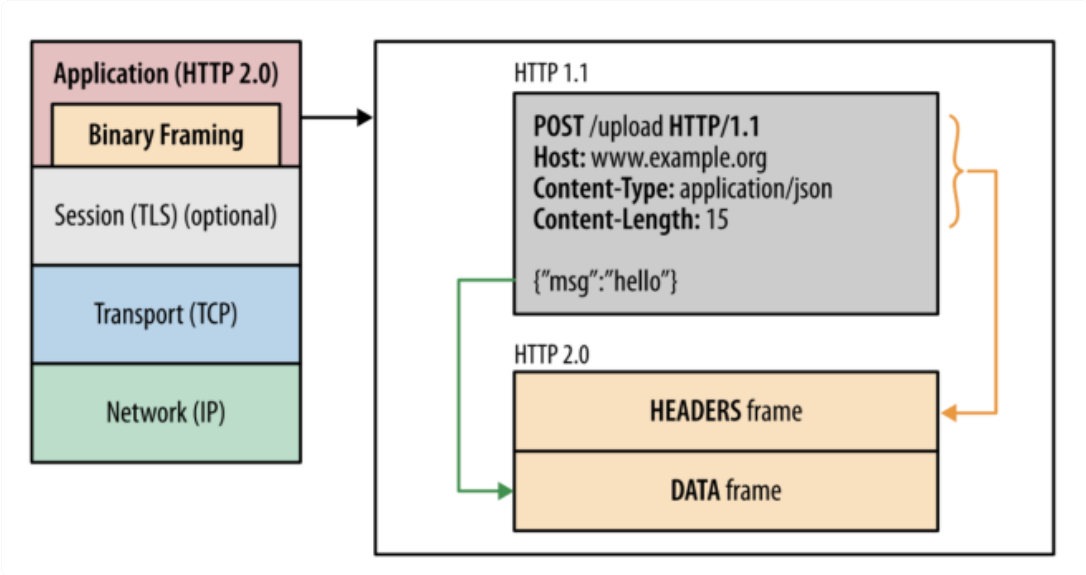 Application (HTTP 2.0)
Binary Framing
Session (TLS) (optional)
Transport (TCP)
Network (IP)
HTTP 1.1
POST /upload HTTP/1.1
Host: www.example.org
Content-Type: application/json
Content-Length: 15
{”msg”:”hello”}
HTTP 2.0
HEADERS frame
DATA frame